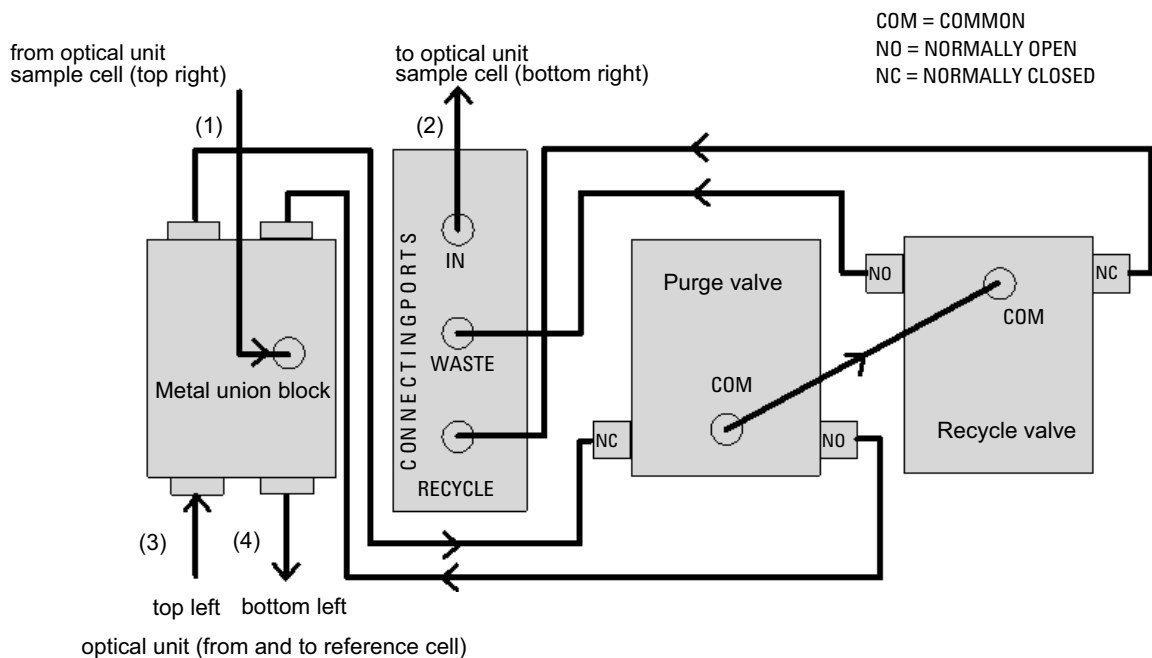 COM = COMMON
NO = NORMALLY OPEN
NC = NORMALLY CLOSED
from optical unit
sample cell (top right)
to optical unit
sample cell (bottom right)
(1)
(2)
IN
WASTE
RECYCLE
CONNECTINGPORTS
Metal union block
Purge valve
COM
NC
NO
NO
NC
COM
Recycle valve
(3)
(4)
top left
bottom left
optical unit (from and to reference cell)